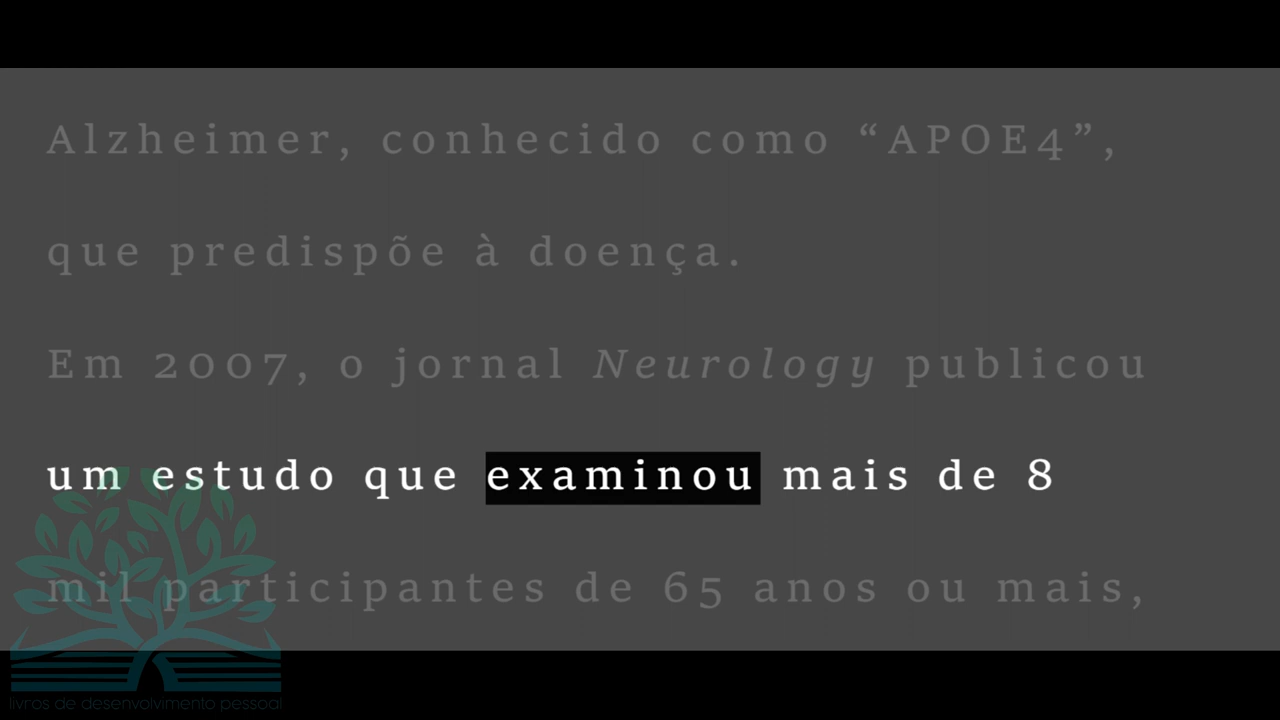 Alzheimer, conhecido como “APOE4”,
que predispõe à doença.
Em 2007, o jornal Neurology publicou
um estudo que examinou mais de 8
mil participantes de 65 anos ou mais,
livros de desenvolvimento pessoal